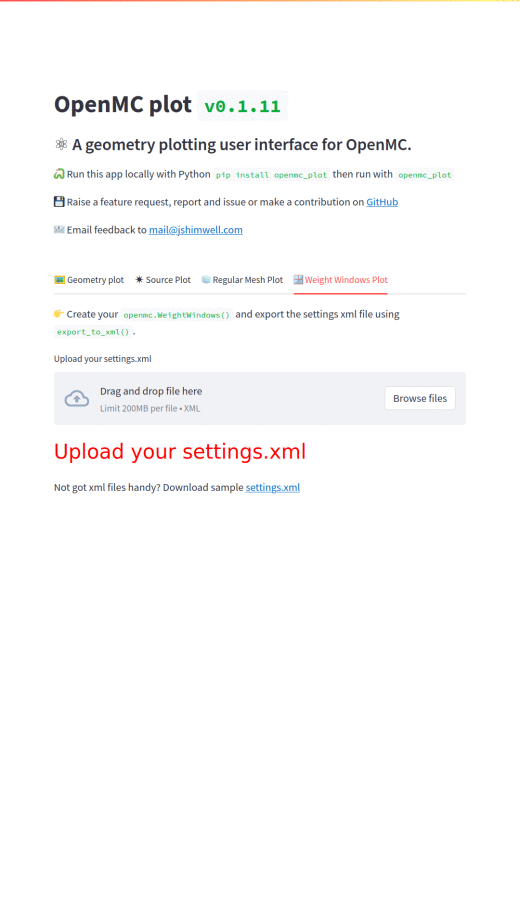 OpenMC plot v0.1.11
⚛ A geometry plotting user interface for OpenMC.
🐍 Run this app locally with Python pip install openmc_plot then run with openmc_plot
💾 Raise a feature request, report and issue or make a contribution on GitHub
📧 Email feedback to mail@jshimwell.com
🖼 Geometry plot ✴ Source Plot 🧊 Regular Mesh Plot 🪟 Weight Windows Plot
👉 Create your openmc.WeightWindows() and export the settings xml file using
export_to_xml().
Upload your settings.xml
Drag and drop file here
Limit 200MB per file • XML
Browse files
Upload your settings.xml
Not got xml files handy? Download sample settings.xml